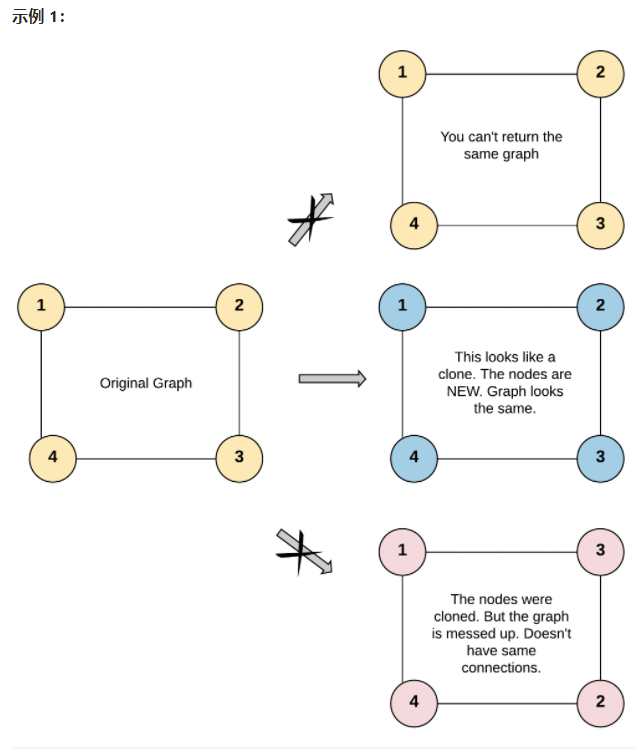 示例 1：
1
2
You can't return the
same graph
4
3
1
2
Original Graph
4
3
1
2
This looks like a
clone. The nodes are
NEW. Graph looks
the same.
4
3
1
3
The nodes were
cloned. But the graph
is messed up. Doesn't
have same
connections.
4
2